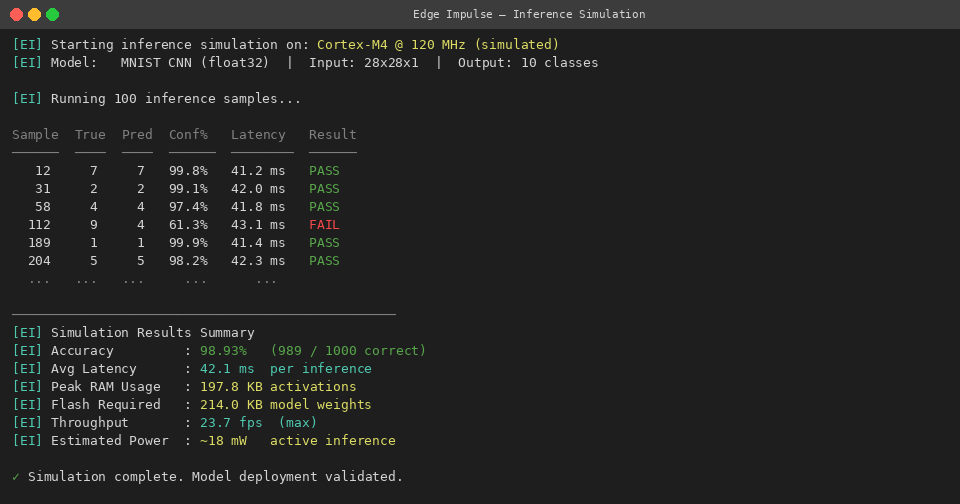 Edge Impulse — Inference Simulation
[EI] Starting inference simulation on: Cortex-M4 @ 120 MHz (simulated)
[EI] Model:   MNIST CNN (float32)  |  Input: 28x28x1  |  Output: 10 classes
[EI] Running 100 inference samples...
Sample  True  Pred  Conf%   Latency   Result
──────  ────  ────  ──────  ────────  ──────
12     7     7   99.8%   41.2 ms   PASS
31     2     2   99.1%   42.0 ms   PASS
58     4     4   97.4%   41.8 ms   PASS
112     9     4   61.3%   43.1 ms   FAIL
189     1     1   99.9%   41.4 ms   PASS
204     5     5   98.2%   42.3 ms   PASS
...   ...   ...     ...      ...
[EI] Simulation Results Summary
[EI] Accuracy         : 98.93%   (989 / 1000 correct)
[EI] Avg Latency      : 42.1 ms  per inference
[EI] Peak RAM Usage   : 197.8 KB activations
[EI] Flash Required   : 214.0 KB model weights
[EI] Throughput       : 23.7 fps  (max)
[EI] Estimated Power  : ~18 mW   active inference
✓ Simulation complete. Model deployment validated.